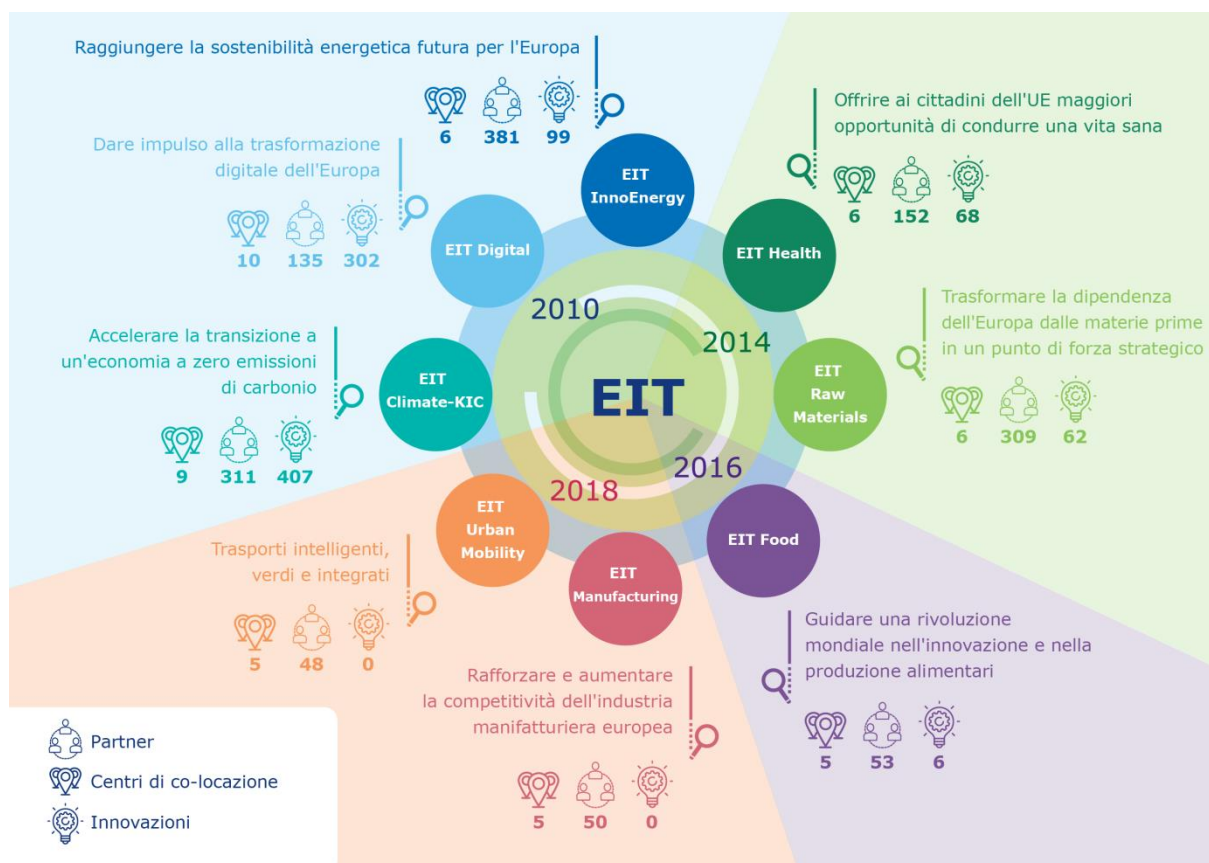 Raggiungere la sostenibilità energetica futura per l'Europa
6 381 99
EIT
InnoEnergy
Dare impulso alla trasformazione
digitale dell'Europa
10 135 302
EIT Digital
Accelerare la transizione a
un'economia a zero emissioni
di carbonio
9 311 407
EIT
Climate-KIC
2010
Offrire ai cittadini dell'UE maggiori
opportunità di condurre una vita sana
6 152 68
EIT Health
Trasformare la dipendenza
dell'Europa dalle materie prime
in un punto di forza strategico
6 309 62
EIT
Raw
Materials
2014
EIT
2016
EIT Food
Guidare una rivoluzione
mondiale nell'innovazione e nella
produzione alimentari
5 53 6
2018
EIT
Urban
Mobility
Trasporti intelligenti,
verdi e integrati
5 48 0
EIT
Manufacturing
Rafforzare e aumentare
la competitività dell'industria
manifatturiera europea
5 50 0
Partner
Centri di co-locazione
Innovazioni